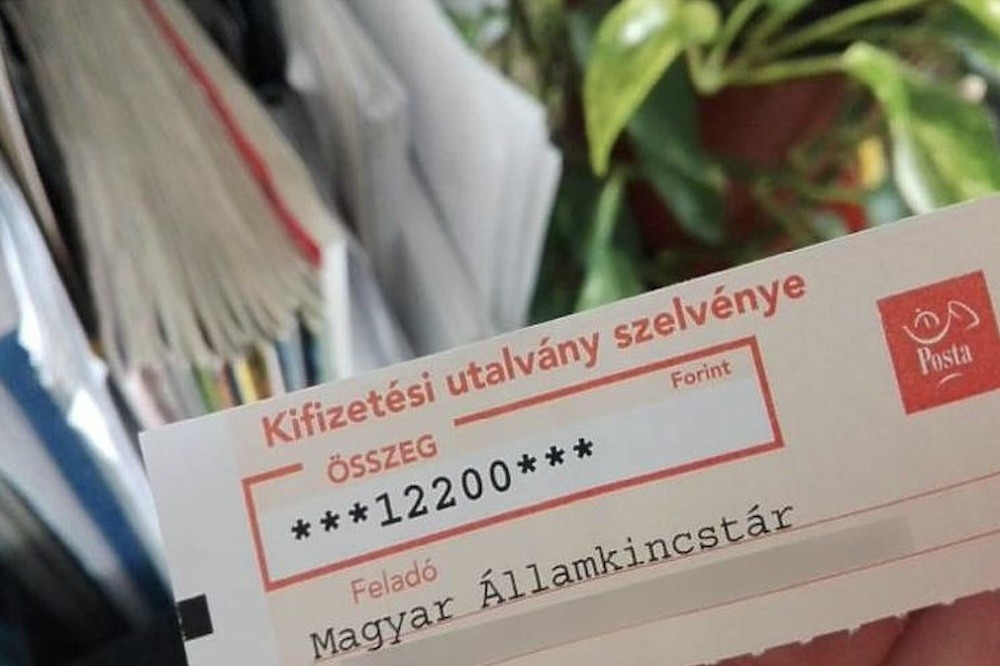 Kifizetési utalvány szelvénye
ÖSSZEG
Forint
***12200***
Feladó
Magyar Államkincstár
Posta